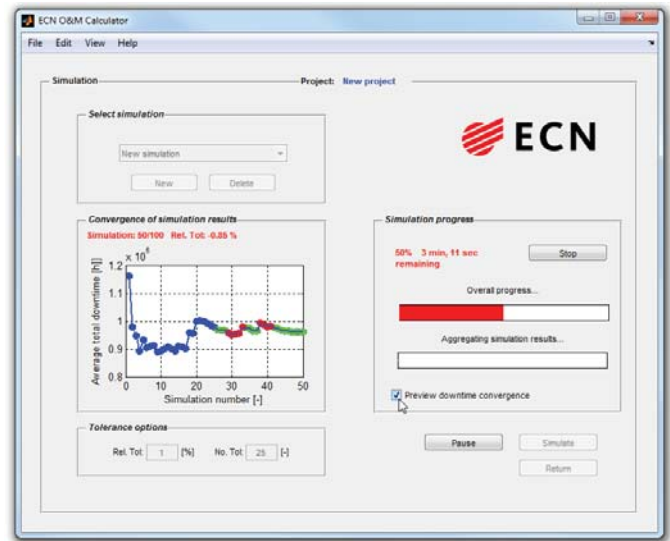 ECN O&M Calculator
File Edit View Help
Simulation
Project: New project
Select simulation
New simulation
New Delete
ECN
Convergence of simulation results
Simulation: 50/100 Rel. Tol: -0.85 %
x 10^6
Average total downtime [h]
1.2
1.1
1
0.9
0.8
0 10 20 30 40 50
Simulation number [-]
Tolerance options
Rel. Tol: 1 [%] No. Tol: 25 [-]
Simulation progress
50% 3 min, 11 sec
remaining
Stop
Overall progress...
Aggregating simulation results...
Preview downtime convergence
Pause Simulate
Return